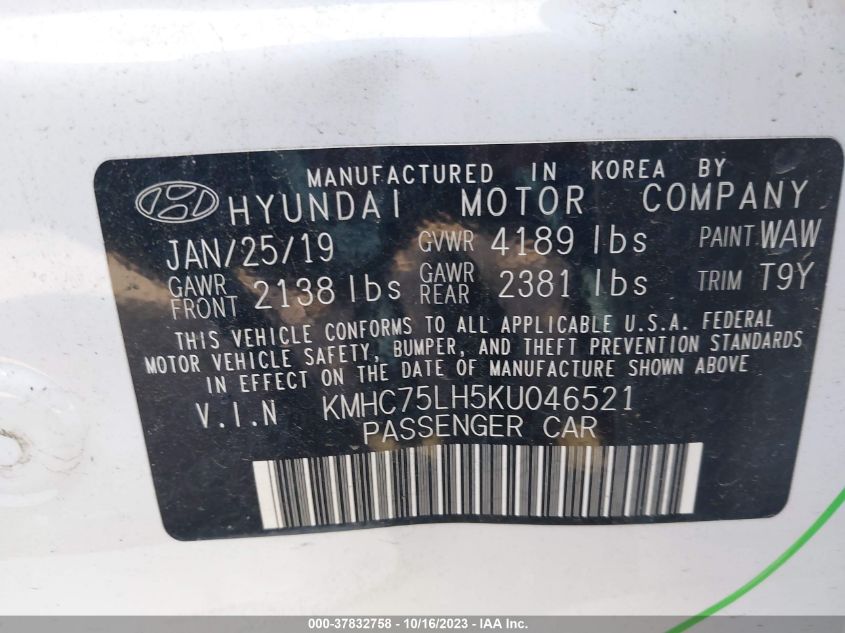 MANUFACTURED IN KOREA BY
HYUNDAI MOTOR COMPANY
JAN/25/19 GVWR 4189 lbs PAINT WAW
GAWR FRONT 2138 lbs GAWR REAR 2381 lbs TRIM T9Y
THIS VEHICLE CONFORMS TO ALL APPLICABLE U.S.A. FEDERAL
MOTOR VEHICLE SAFETY, BUMPER, AND THEFT PREVENTION STANDARDS
IN EFFECT ON THE DATE OF MANUFACTURE SHOWN ABOVE
V.I.N KMHC75LH5KU046521
PASSENGER CAR
000-37832758 - 10/16/2023 - IAA Inc.